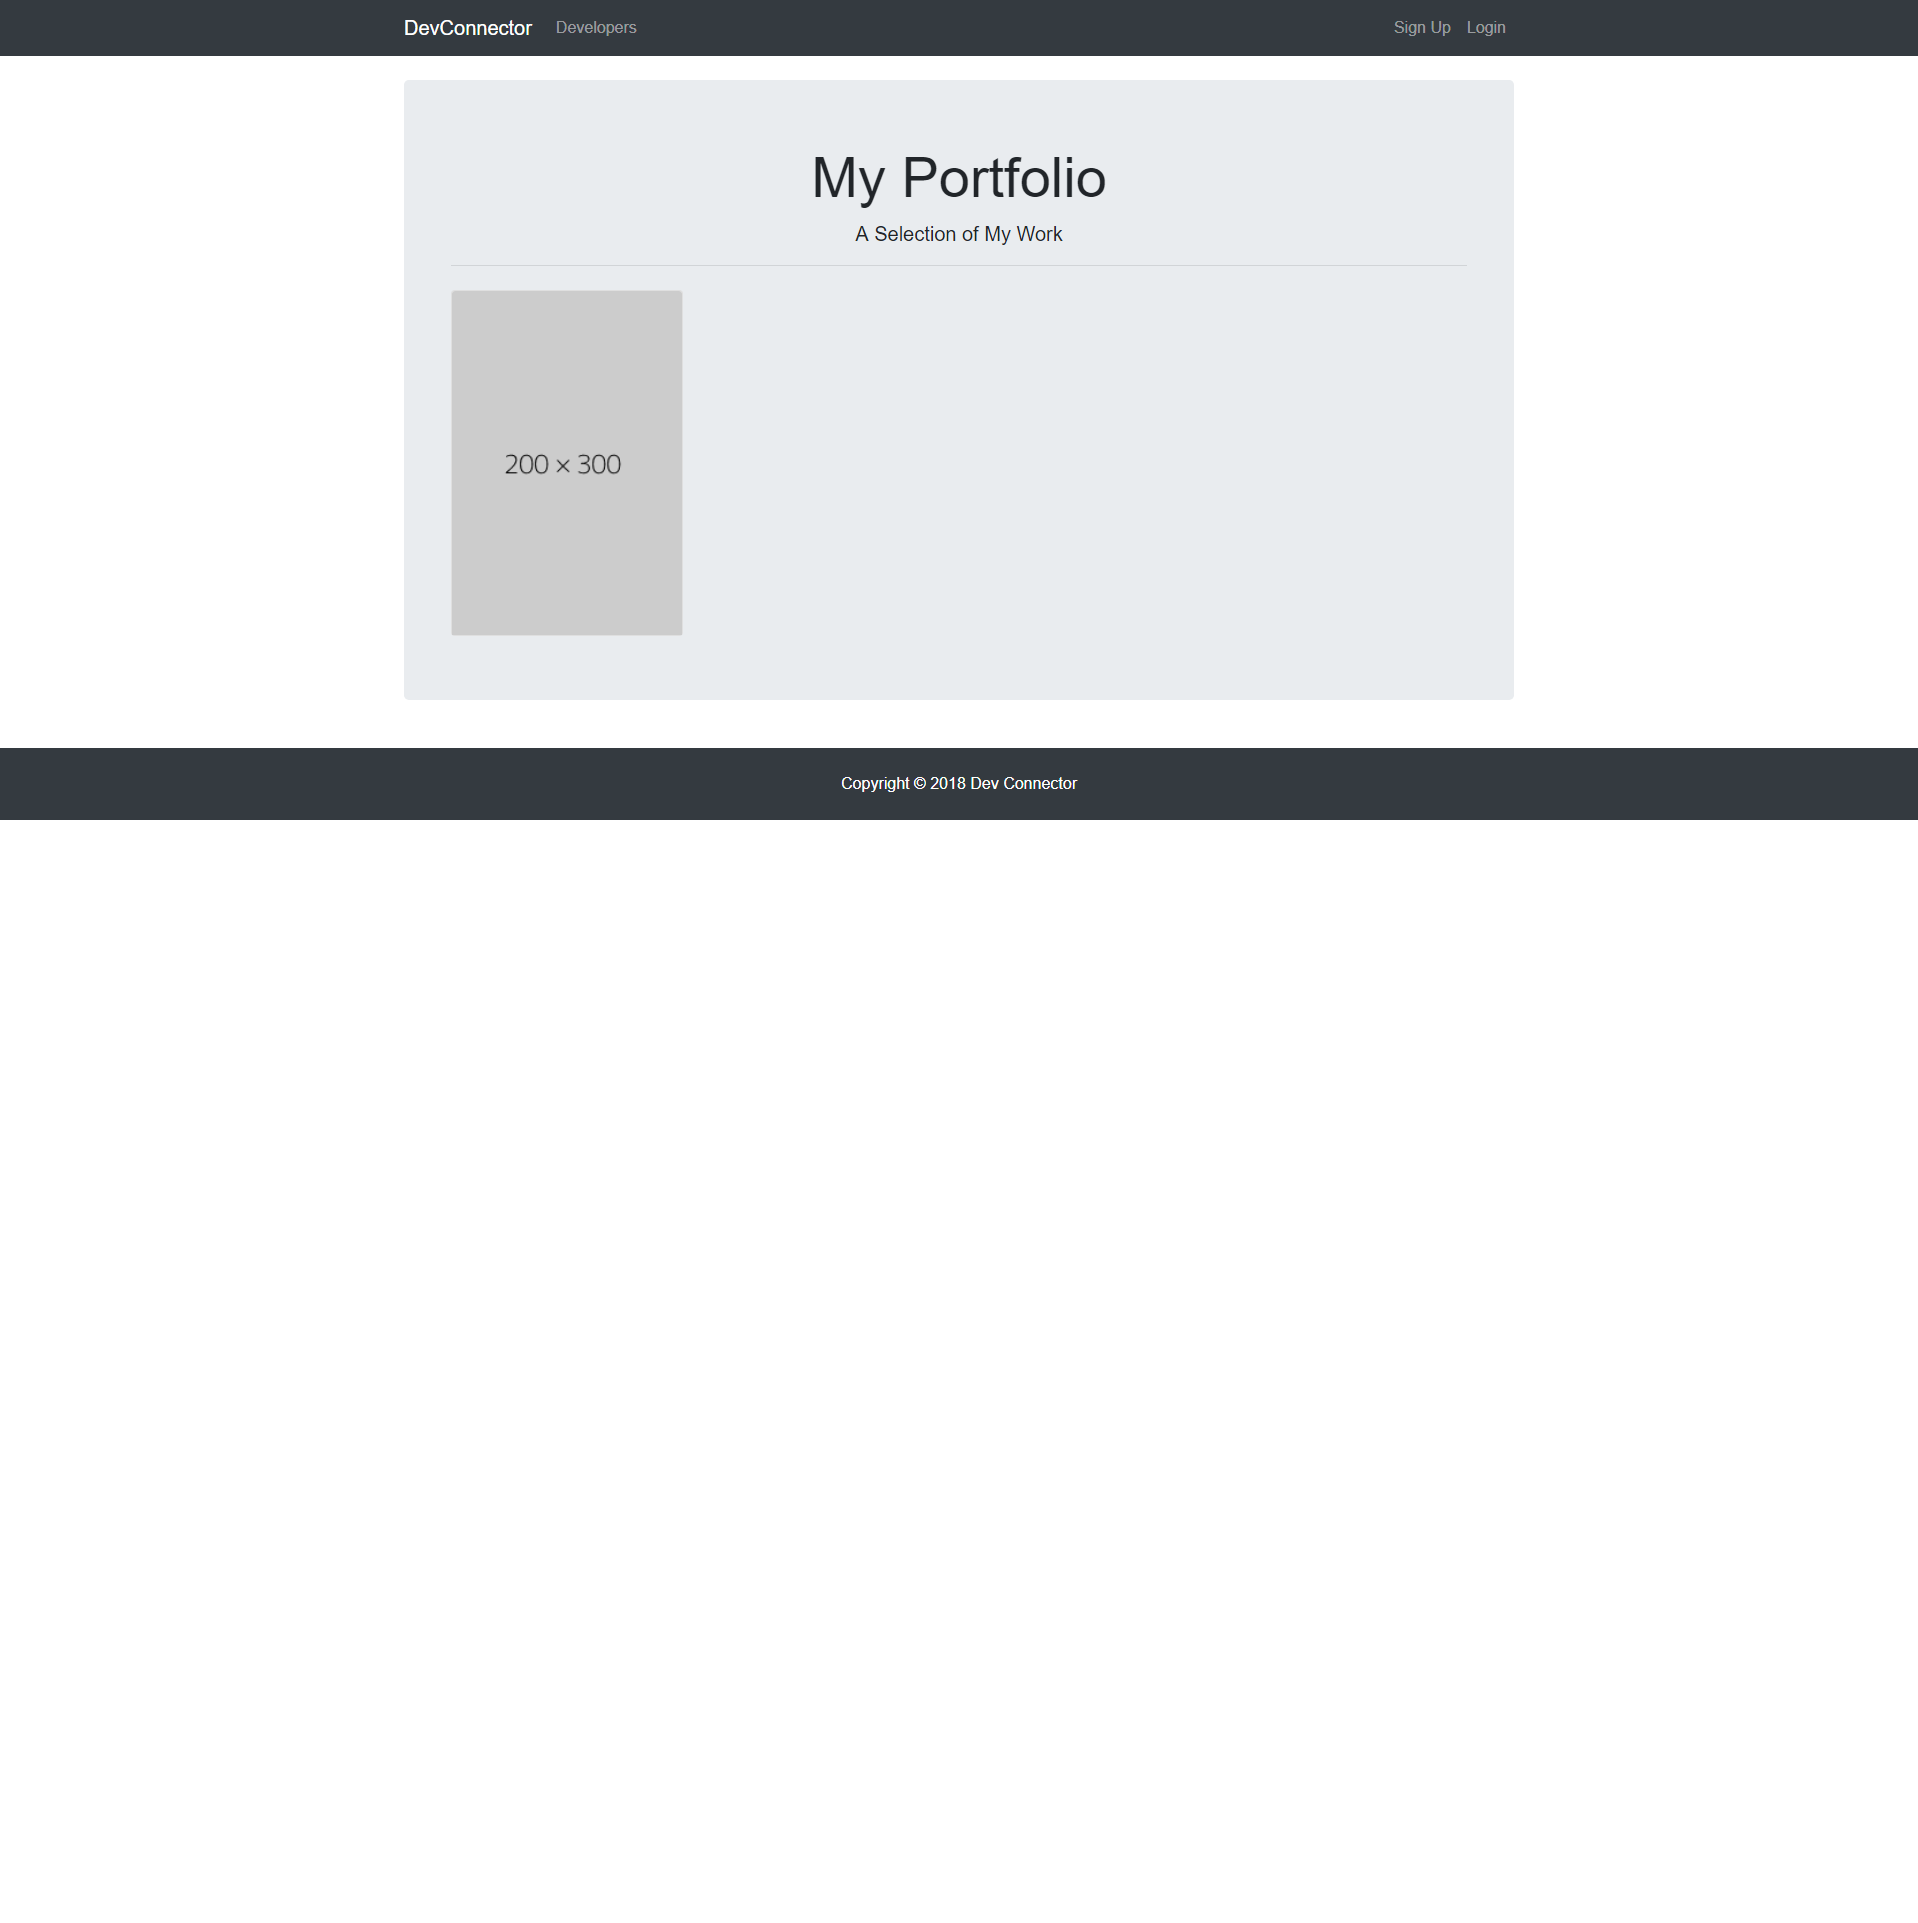 DevConnector Developers Sign Up Login
My Portfolio
A Selection of My Work
200 × 300
Copyright © 2018 Dev Connector